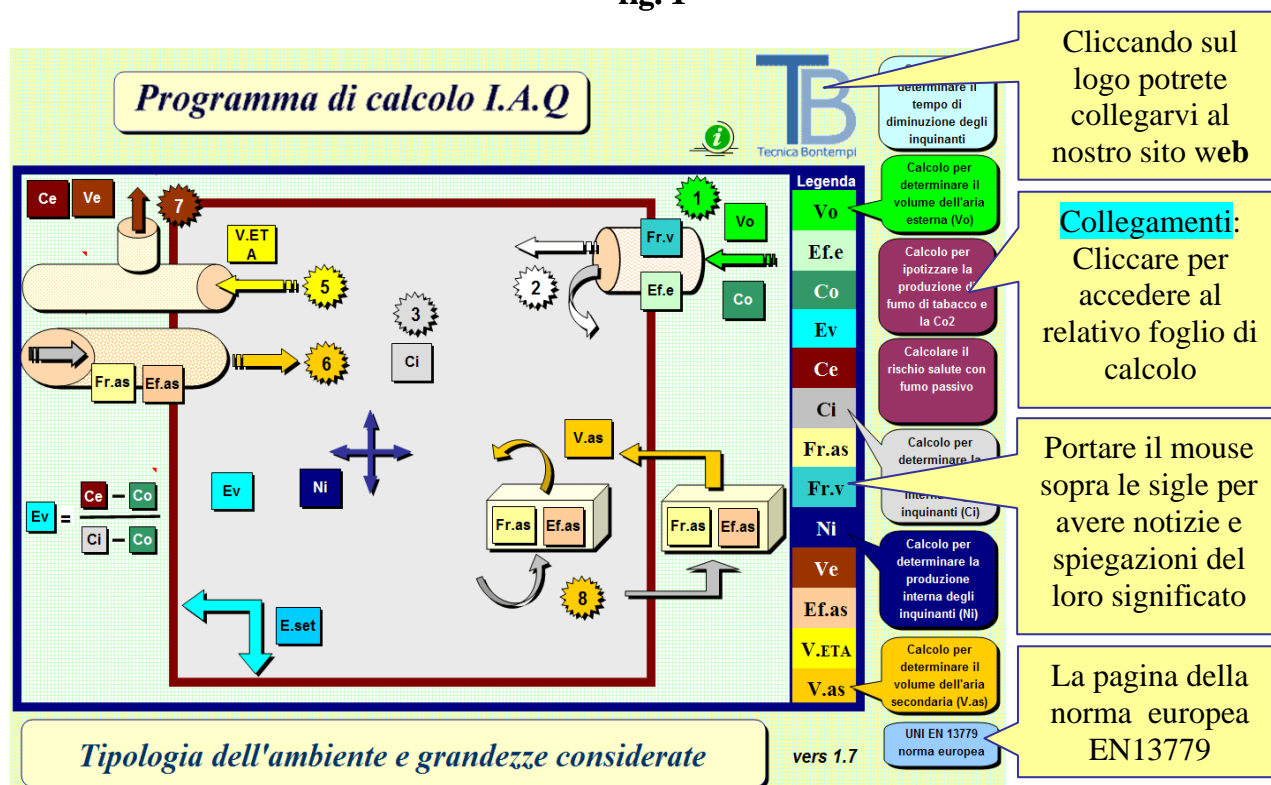 fig. 1
Programma di calcolo I.A.Q
TB
Tecnica Bontempi
i
Ce
Ve
7
V.ET
A
5
6
Fr.as
Ef.as
3
Ci
1
Vo
Fr.v
Ef.e
2
Co
Ev
=
Ce
–
Co
Ci
–
Co
Ev
Ni
V.as
Fr.as
Ef.as
Fr.as
Ef.as
8
E.set
Legenda
Vo
Ef.e
Co
Ev
Ce
Ci
Fr.as
Fr.v
Ni
Ve
Ef.as
V.ETA
V.as
determinare il
tempo di
diminuzione degli
inquinanti
Calcolo per
determinare il
volume dell'aria
esterna (Vo)
Calcolo per
ipotizzare la
produzione di
fumo di tabacco e
la Co2
Calcolare il
rischio salute con
fumo passivo
Calcolo per
determinare la
inquinanti (Ci)
Calcolo per
determinare la
produzione
interna degli
inquinanti (Ni)
Calcolo per
determinare il
volume dell'aria
secondaria (V.as)
UNI EN 13779
norma europea
Cliccando sul
logo potrete
collegarvi al
nostro sito web
Collegamenti:
Cliccare per
accedere al
relativo foglio di
calcolo
Portare il mouse
sopra le sigle per
avere notizie e
spiegazioni del
loro significato
La pagina della
norma europea
EN13779
Tipologia dell'ambiente e grandezze considerate
vers 1.7